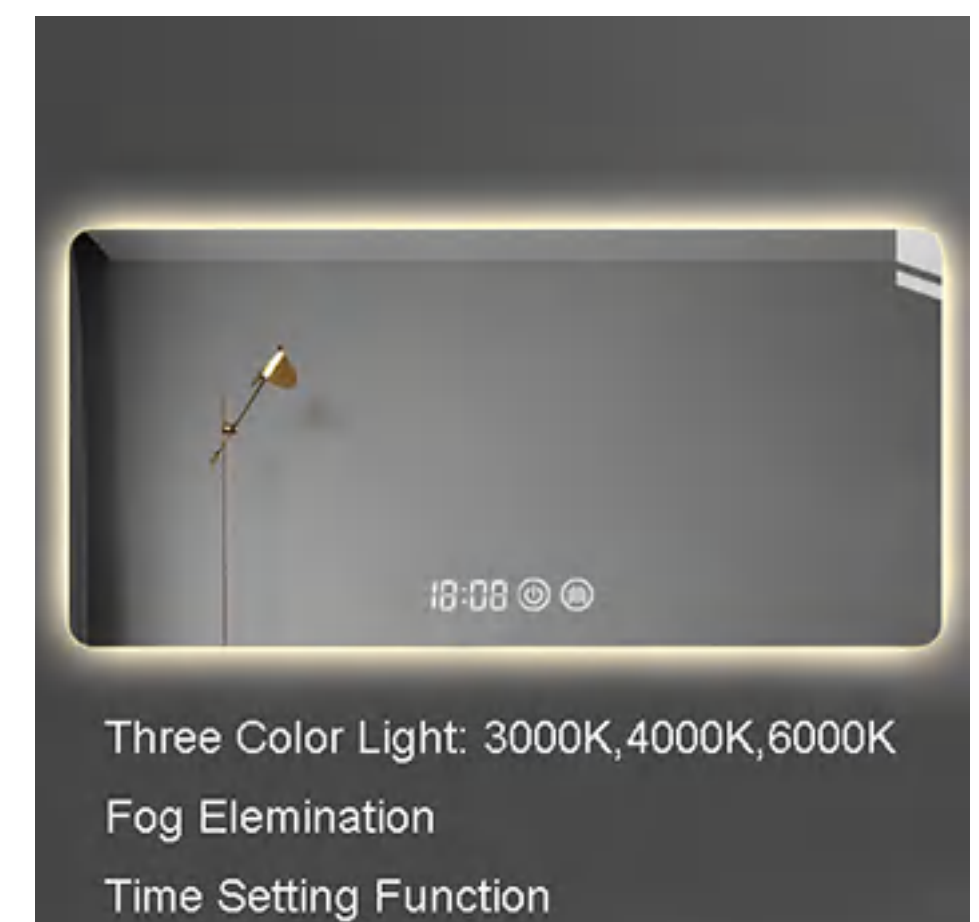 18:08
Three Color Light: 3000K,4000K,6000K
Fog Elemination
Time Setting Function